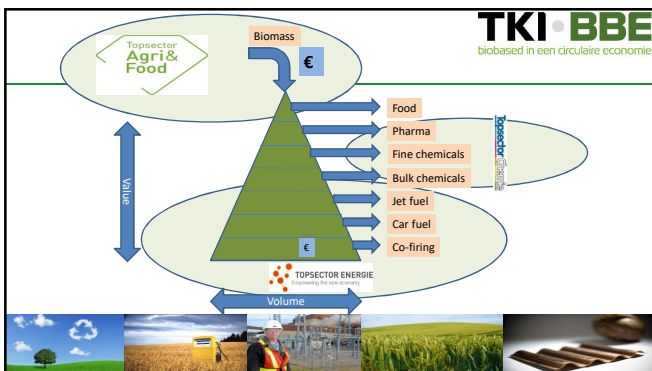 TKI·BBE
biobased in een circulaire economie
Topsector
Agri&
Food
Biomass
€
Food
Pharma
Fine chemicals
Bulk chemicals
Jet fuel
Car fuel
Co-firing
€
Value
Topsector
Chemie
TOPSECTOR ENERGIE
Empowering the new economy
Volume